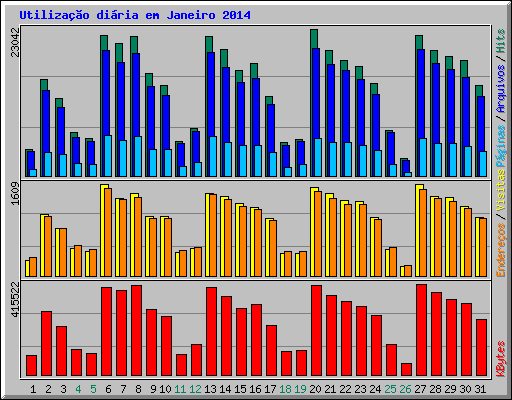 Utilização diária em Janeiro 2014
23042
1609
415522
Endereços / visitas Páginas / Arquivos / Hits
KBytes
1 2 3 4 5 6 7 8 9 10 11 12 13 14 15 16 17 18 19 20 21 22 23 24 25 26 27 28 29 30 31